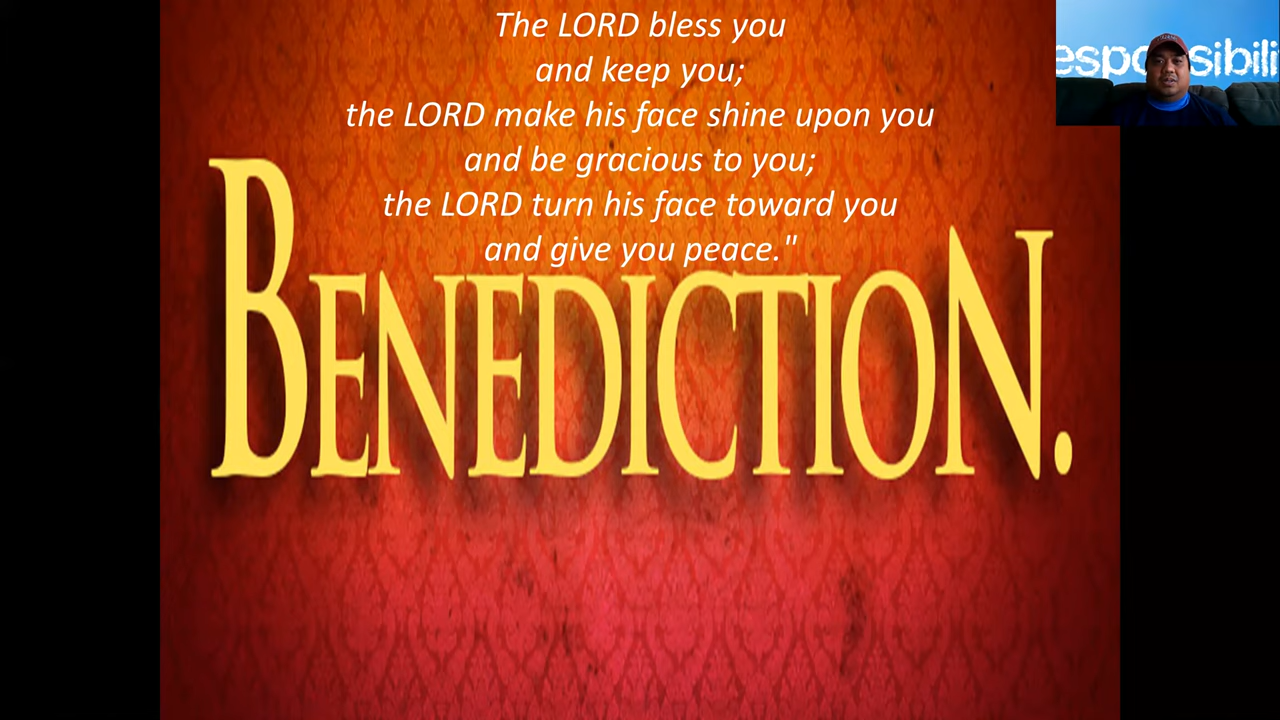 The LORD bless you
and keep you;
the LORD make his face shine upon you
and be gracious to you;
the LORD turn his face toward you
and give you peace."
BENEDICTION.